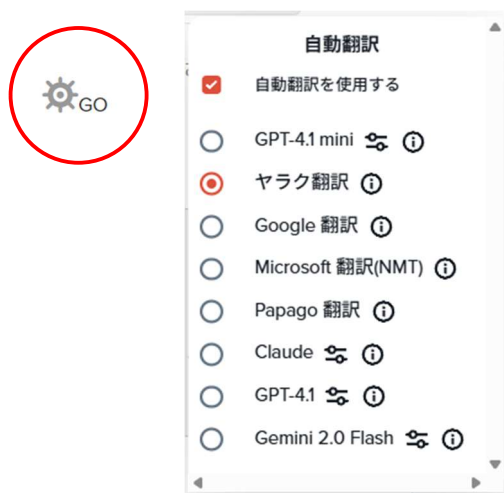 GO
自動翻訳
自動翻訳を使用する
GPT-4.1 mini
ヤラク翻訳
Google 翻訳
Microsoft 翻訳(NMT)
Papago 翻訳
Claude
GPT-4.1
Gemini 2.0 Flash